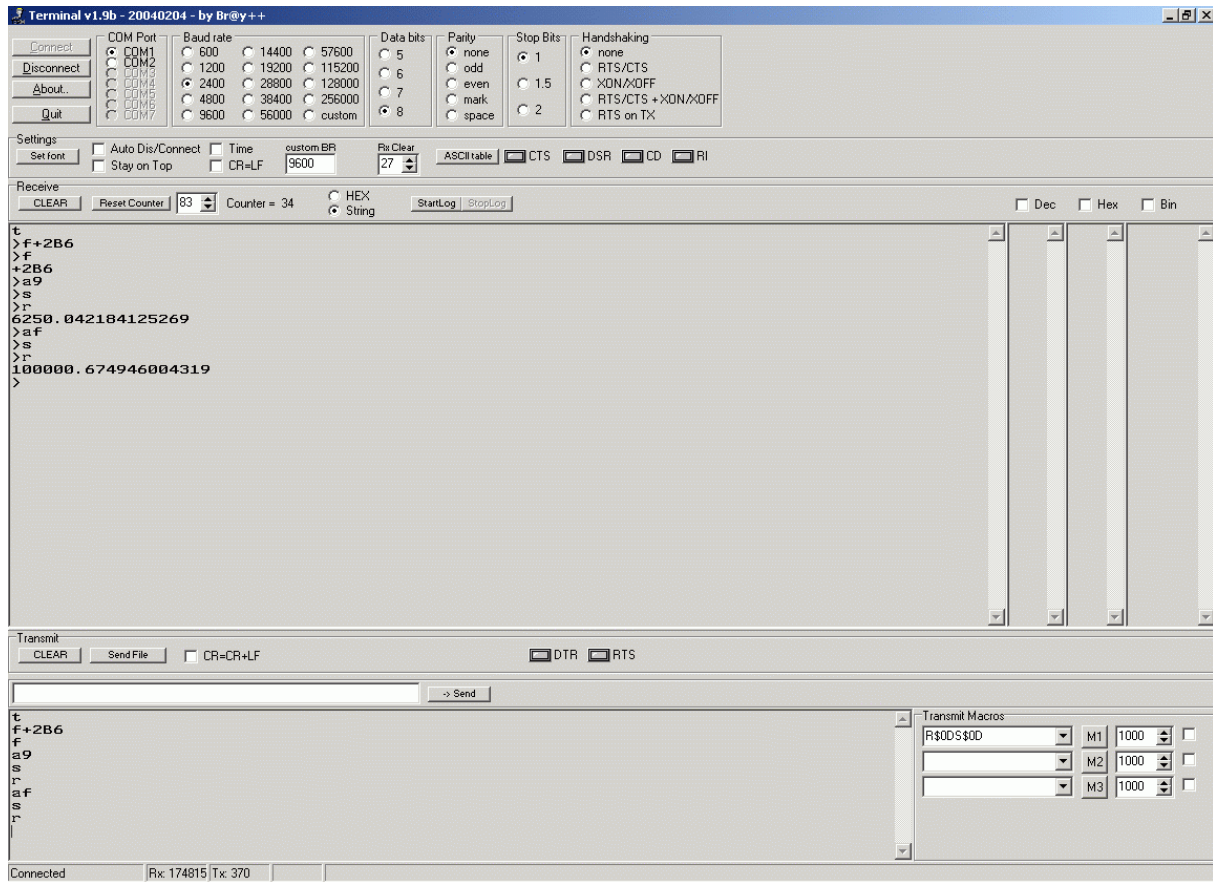 Terminal v1.9b - 20040204 - by Br@y++
Connect
Disconnect
About..
Quit
COM Port
COM1
COM2
COM3
COM4
COM5
COM6
COM7
Baud rate
600 14400 57600
1200 19200 115200
2400 28800 128000
4800 38400 256000
9600 56000 custom
Data bits
5
6
7
8
Parity
none
odd
even
mark
space
Stop Bits
1
1.5
2
Handshaking
none
RTS/CTS
XON/XOFF
RTS/CTS + XON/XOFF
RTS on TX
Settings
Set font
Auto Dis/Connect Time
Stay on Top CR=LF
custom BR
9600
Rx Clear
27
ASCII table CTS DSR CD RI
Receive
CLEAR Reset Counter 83 Counter = 34
HEX
String
StartLog StopLog
Dec Hex Bin
t
>f+2B6
>f
+2B6
>a9
>s
>r
6250.042184125269
>af
>s
>r
100000.674946004319
>
Transmit
CLEAR Send File CR=CR+LF DTR RTS
-> Send
t
f+2B6
f
a9
s
r
af
s
r
Transmit Macros
R$0DS$0D M1 1000
M2 1000
M3 1000
Connected Rx: 174815 Tx: 370